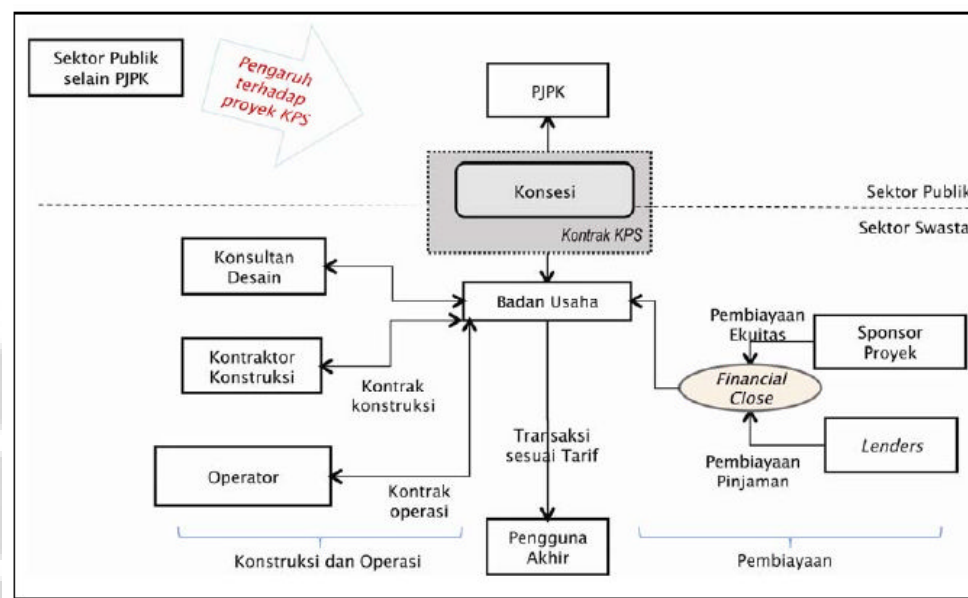 Sektor Publik
selain PJPK
Pengaruh
terhadap
proyek KPS
PJPK
Konsesi
Kontrak KPS
Sektor Publik
Sektor Swasta
Konsultan
Desain
Badan Usaha
Kontraktor
Konstruksi
Kontrak
konstruksi
Pembiayaan
Ekuitas
Sponsor
Proyek
Financial
Close
Operator
Kontrak
operasi
Transaksi
sesuai Tarif
Pembiayaan
Pinjaman
Lenders
Pengguna
Akhir
Konstruksi dan Operasi
Pembiayaan